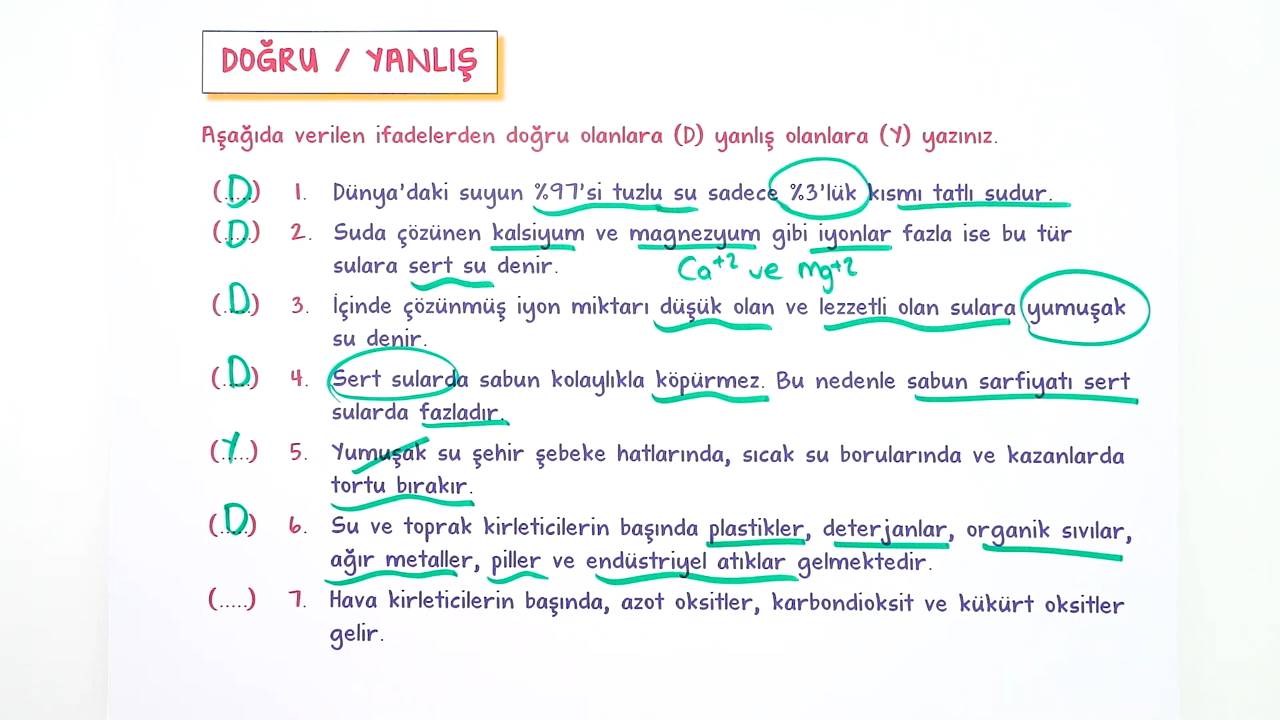 DOĞRU / YANLIŞ
Aşağıda verilen ifadelerden doğru olanlara (D) yanlış olanlara (Y) yazınız.
(D) 1. Dünya'daki suyun %97'si tuzlu su sadece %3'lük kısmı tatlı sudur.
(D) 2. Suda çözünen kalsiyum ve magnezyum gibi iyonlar fazla ise bu tür
sulara sert su denir.
Ca+2 ve Mg+2
(D) 3. İçinde çözünmüş iyon miktarı düşük olan ve lezzetli olan sulara yumuşak
su denir.
(D) 4. Sert sularda sabun kolaylıkla köpürmez. Bu nedenle sabun sarfiyatı sert
sularda fazladır.
(Y) 5. Yumuşak su şehir şebeke hatlarında, sıcak su borularında ve kazanlarda
tortu bırakır.
(D) 6. Su ve toprak kirleticilerin başında plastikler, deterjanlar, organik sıvılar,
ağır metaller, piller ve endüstriyel atıklar gelmektedir.
(.....) 7. Hava kirleticilerin başında, azot oksitler, karbondioksit ve kükürt oksitler
gelir.